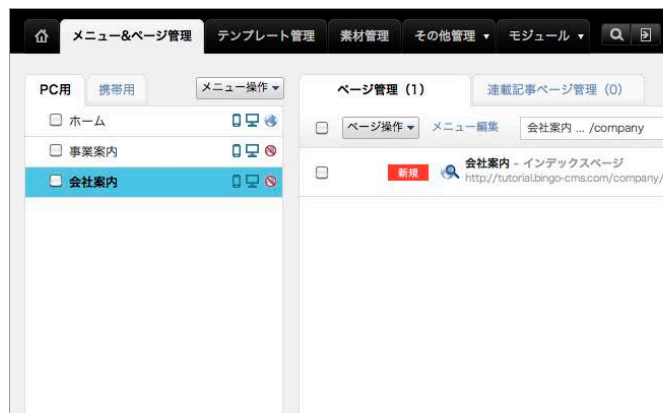 メニュー&ページ管理 テンプレート管理 素材管理 その他管理 ▼ モジュール ▼
PC用 携帯用 メニュー操作▼ ページ管理 (1) 連載記事ページ管理 (0)
ホーム
ページ操作▼ メニュー編集 会社案内 ... /company
事業案内
会社案内
新規 会社案内 - インデックスページ
http://tutorial.bingo-cms.com/company/